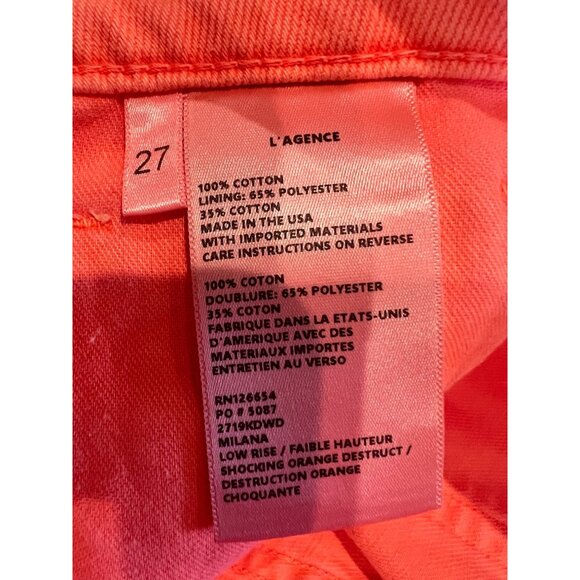 27
L'AGENCE
100% COTTON
LINING: 65% POLYESTER
35% COTTON
MADE IN THE USA
WITH IMPORTED MATERIALS
CARE INSTRUCTIONS ON REVERSE
100% COTON
DOUBLURE: 65% POLYESTER
35% COTON
FABRIQUE DANS LA ETATS-UNIS
D'AMERIQUE AVEC DES
MATERIAUX IMPORTES
ENTRETIEN AU VERSO
RN126654
PO # 5087
2719KDWD
MILANA
LOW RISE / FAIBLE HAUTEUR
SHOCKING ORANGE DESTRUCT /
DESTRUCTION ORANGE
CHOQUANTE